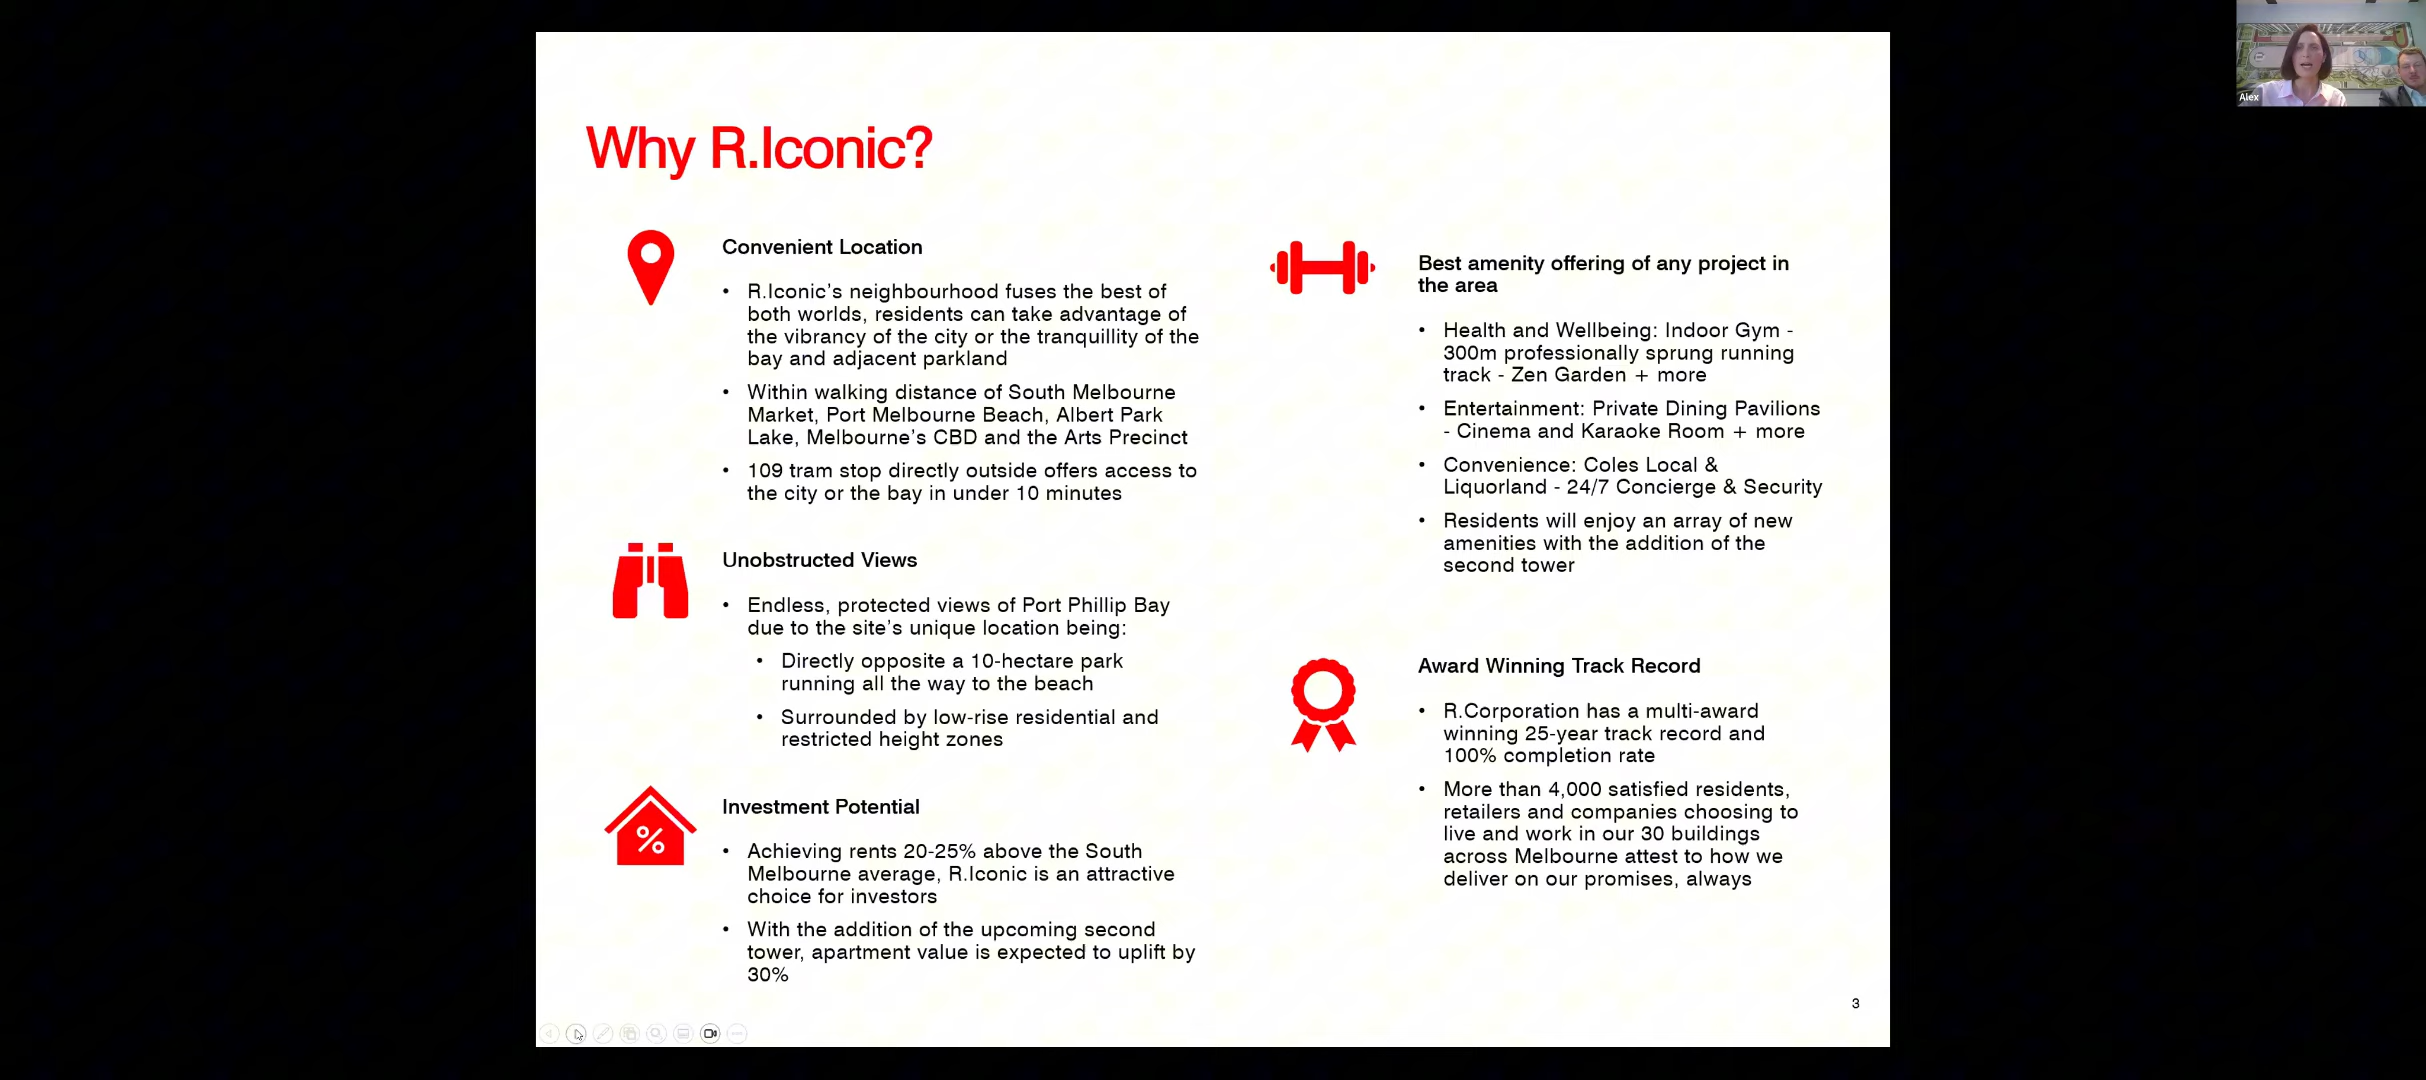 Why R.Iconic?
Convenient Location
• R.Iconic’s neighbourhood fuses the best of
both worlds, residents can take advantage of
the vibrancy of the city or the tranquillity of the
bay and adjacent parkland
• Within walking distance of South Melbourne
Market, Port Melbourne Beach, Albert Park
Lake, Melbourne’s CBD and the Arts Precinct
• 109 tram stop directly outside offers access to
the city or the bay in under 10 minutes
Unobstructed Views
• Endless, protected views of Port Phillip Bay
due to the site’s unique location being:
• Directly opposite a 10-hectare park
running all the way to the beach
• Surrounded by low-rise residential and
restricted height zones
%
Investment Potential
• Achieving rents 20-25% above the South
Melbourne average, R.Iconic is an attractive
choice for investors
• With the addition of the upcoming second
tower, apartment value is expected to uplift by
30%
Best amenity offering of any project in
the area
• Health and Wellbeing: Indoor Gym -
300m professionally sprung running
track - Zen Garden + more
• Entertainment: Private Dining Pavilions
- Cinema and Karaoke Room + more
• Convenience: Coles Local &
Liquorland - 24/7 Concierge & Security
• Residents will enjoy an array of new
amenities with the addition of the
second tower
Award Winning Track Record
• R.Corporation has a multi-award
winning 25-year track record and
100% completion rate
• More than 4,000 satisfied residents,
retailers and companies choosing to
live and work in our 30 buildings
across Melbourne attest to how we
deliver on our promises, always
3
Alex